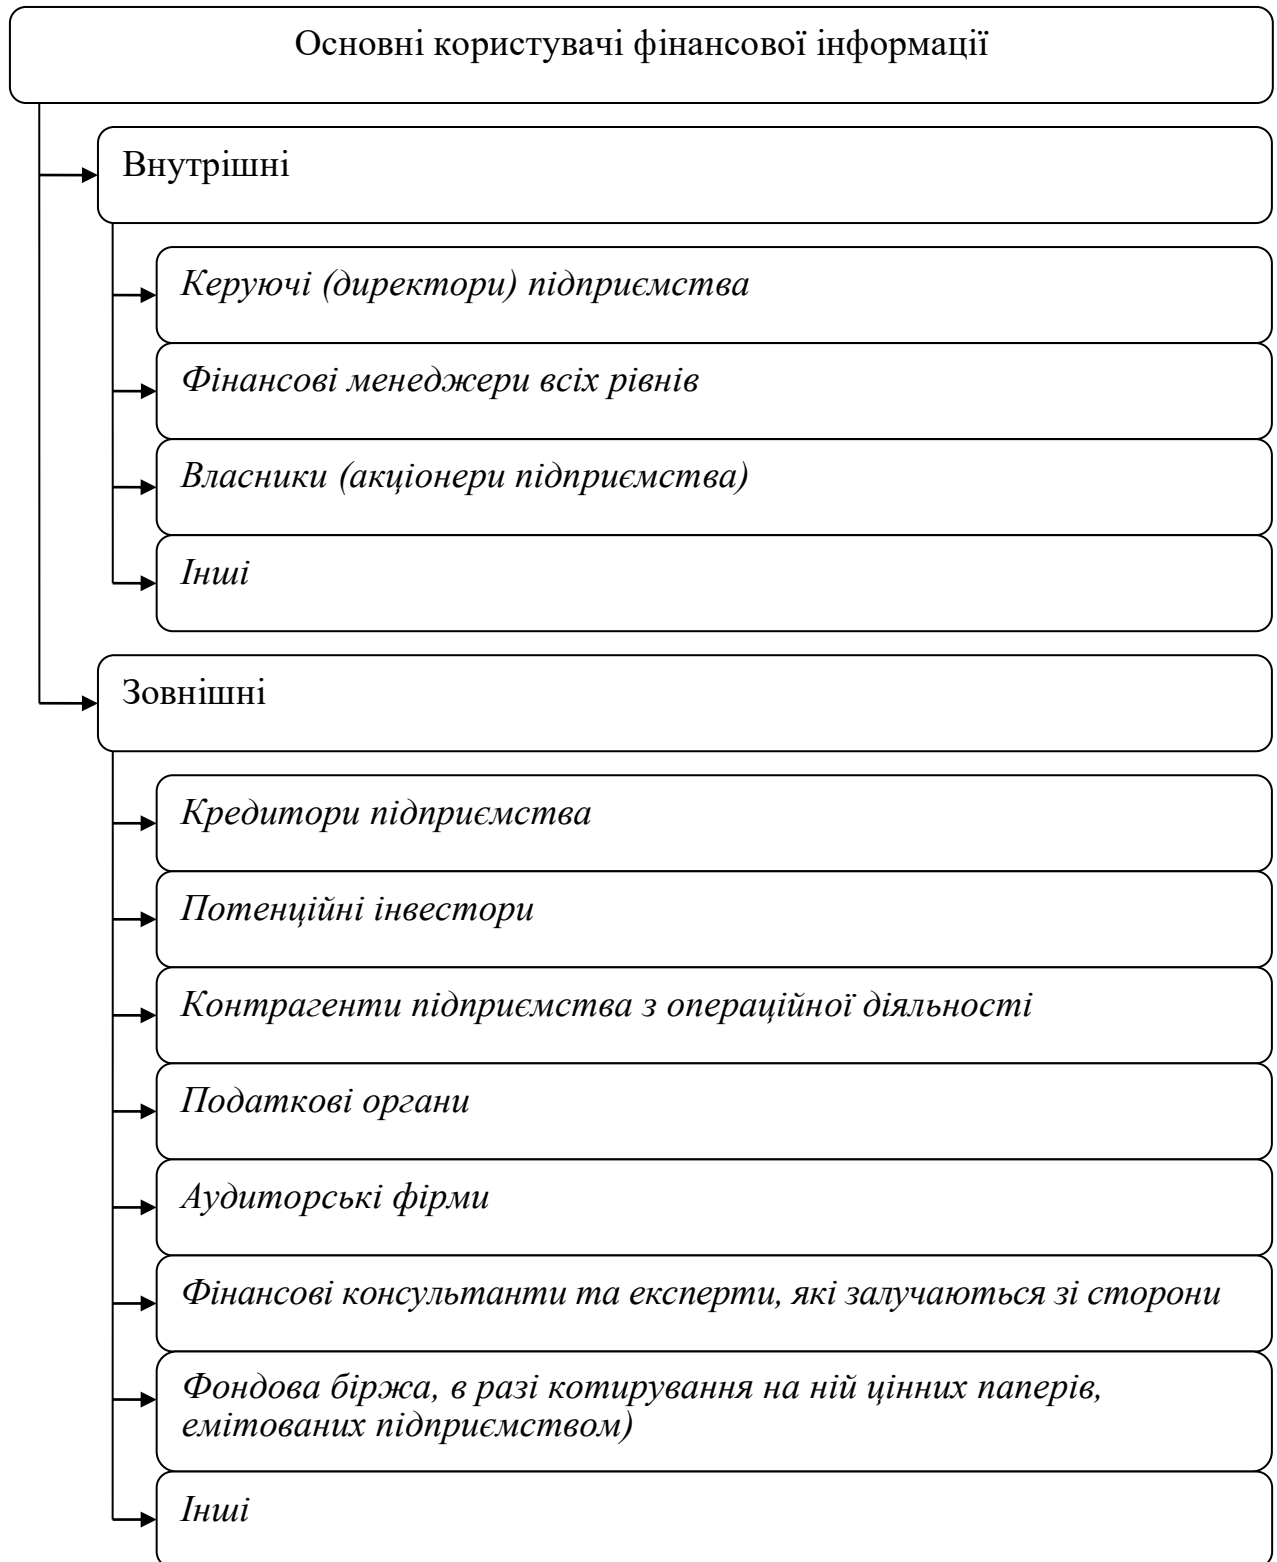 Основні користувачі фінансової інформації
Внутрішні
Керуючі (директори) підприємства
Фінансові менеджери всіх рівнів
Власники (акціонери підприємства)
Інші
Зовнішні
Кредитори підприємства
Потенційні інвестори
Контрагенти підприємства з операційної діяльності
Податкові органи
Аудиторські фірми
Фінансові консультанти та експерти, які залучаються зі сторони
Фондова біржа, в разі котирування на ній цінних паперів,
емітованих підприємством)
Інші